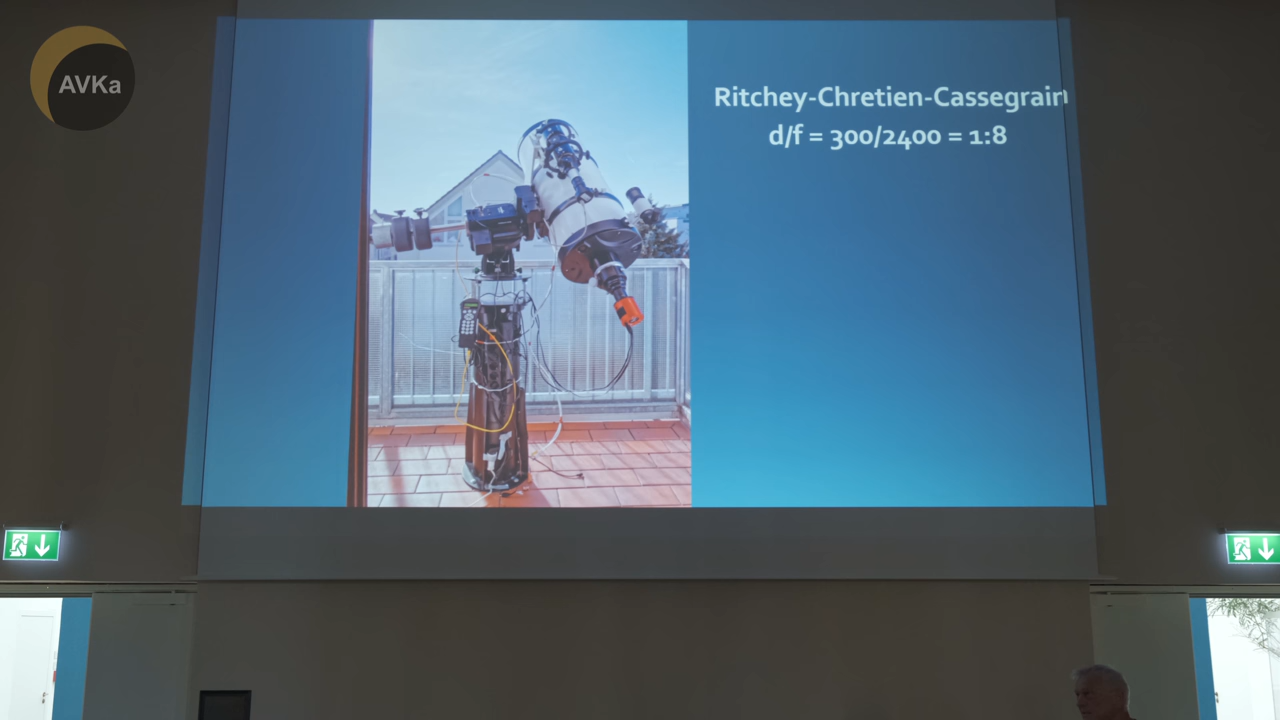 AVKa
Ritchey-Chretien-Cassegrain
d/f = 300/2400 = 1:8